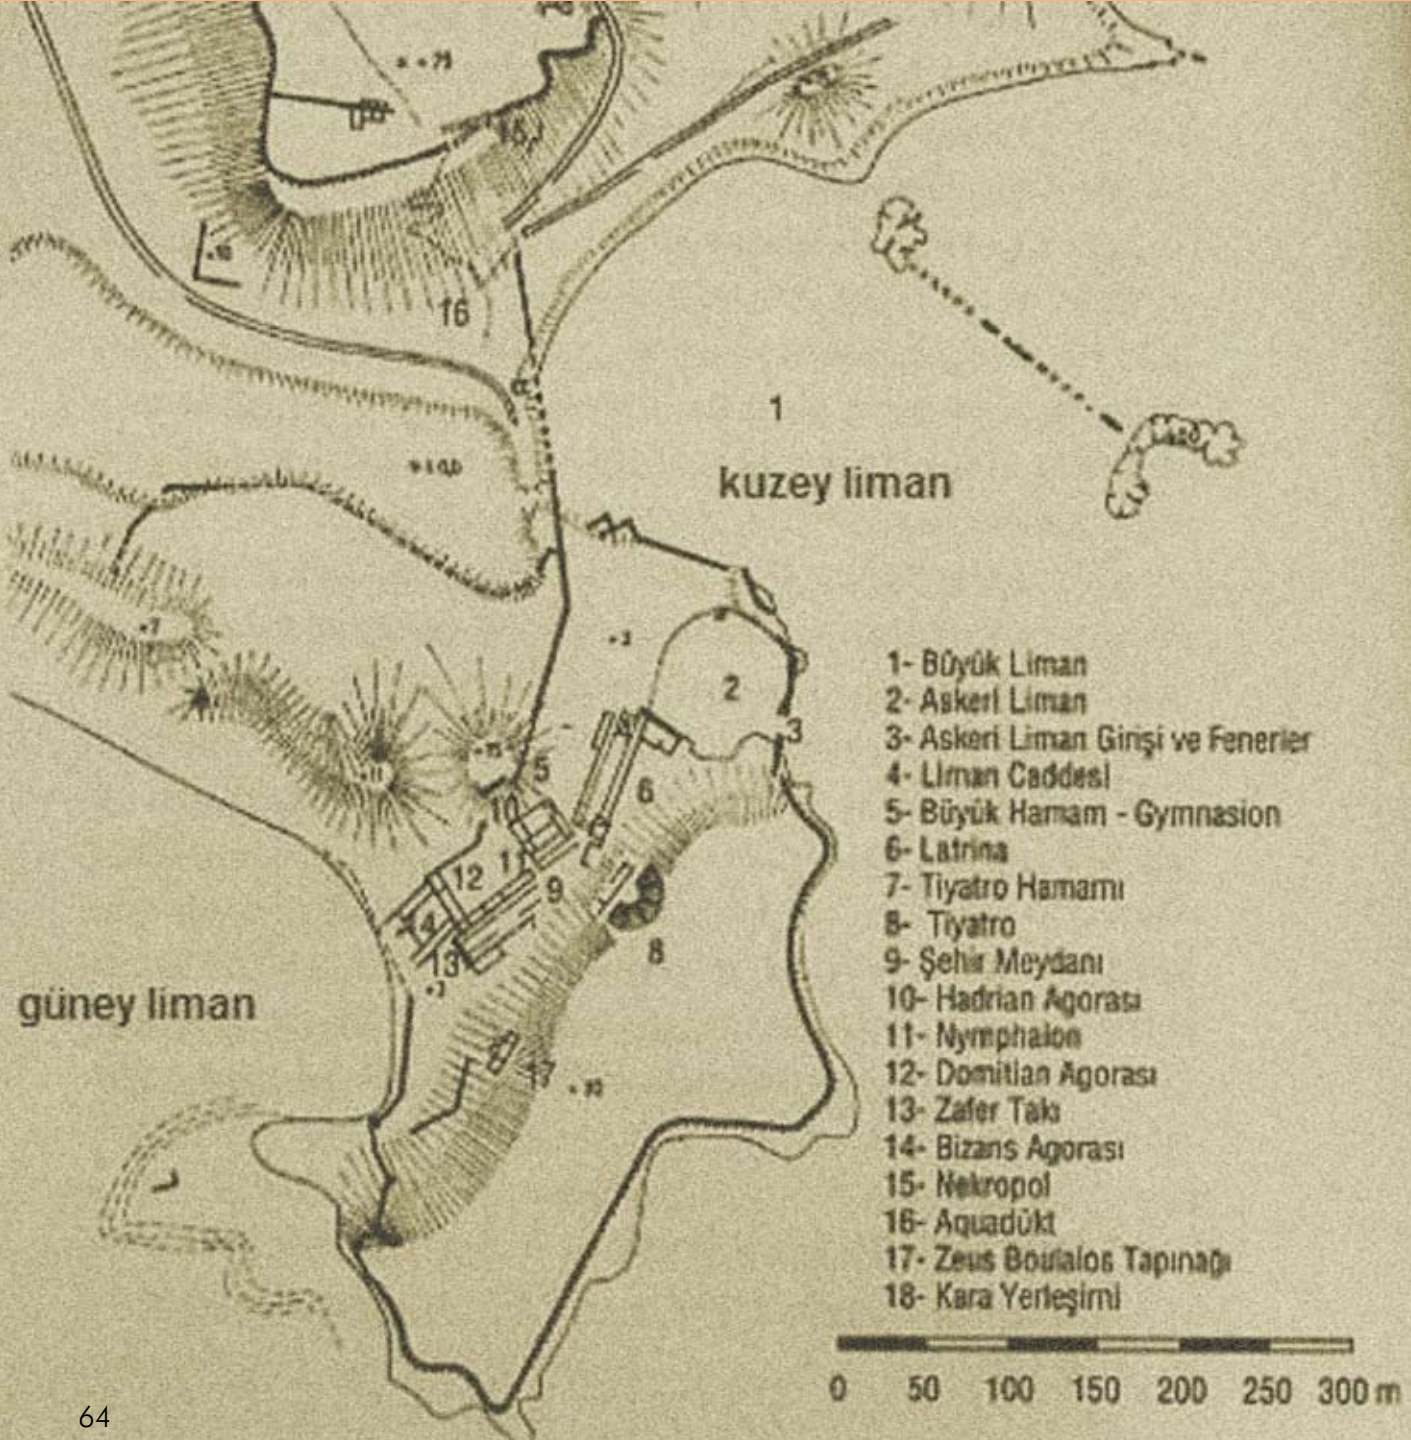 15
16
1
kuzey liman
2
3
5
6
10
11
12
9
14
13
8
güney liman
17
1- Büyük Liman
2- Askeri Liman
3- Askeri Liman Girişi ve Fenerler
4- Liman Caddesi
5- Büyük Hamam - Gymnasion
6- Latrina
7- Tiyatro Hamamı
8- Tiyatro
9- Şehir Meydanı
10- Hadrian Agorası
11- Nymphaion
12- Domitian Agorası
13- Zafer Takı
14- Bizans Agorası
15- Nekropol
16- Aquadükt
17- Zeus Boulaios Tapınağı
18- Kara Yerleşimi
0 50 100 150 200 250 300 m
64